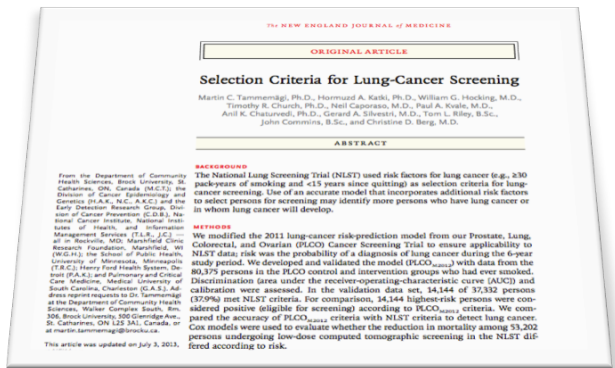 The NEW ENGLAND JOURNAL of MEDICINE
ORIGINAL ARTICLE
Selection Criteria for Lung-Cancer Screening
Martin C. Tammemägi, Ph.D., Hormuzd A. Katki, Ph.D., William G. Hocking, M.D.,
Timothy R. Church, Ph.D., Neil Caporaso, M.D., Paul A. Kvale, M.D.,
Anil K. Chaturvedi, Ph.D., Gerard A. Silvestri, M.D., Tom L. Riley, B.Sc.,
John Commins, B.Sc., and Christine D. Berg, M.D.
ABSTRACT
From the Department of Community
Health Sciences, Brock University, St.
Catharines, ON, Canada (M.C.T.); the
Division of Cancer Epidemiology and
Genetics (H.A.K., N.C., A.K.C.) and the
Early Detection Research Group, Divi-
sion of Cancer Prevention (C.D.B.), Na-
tional Cancer Institute, National Insti-
tutes of Health, and Information
Management Services (T.L.R., J.C.) —
all in Rockville, MD; Marshfield Clinic
Research Foundation, Marshfield, WI
(W.G.H.); the School of Public Health,
University of Minnesota, Minneapolis
(T.R.C.); Henry Ford Health System, De-
troit (P.A.K.); and Pulmonary and Critical
Care Medicine, Medical University of
South Carolina, Charleston (G.A.S.). Ad-
dress reprint requests to Dr. Tammemägi
at the Department of Community Health
Sciences, Walker Complex South, Rm.
306, Brock University, 500 Glenridge Ave.,
St. Catharines, ON L2S 3A1, Canada, or
at martin.tammemagi@brocku.ca.
This article was updated on July 3, 2013,
BACKGROUND
The National Lung Screening Trial (NLST) used risk factors for lung cancer (e.g., ≥30
pack-years of smoking and <15 years since quitting) as selection criteria for lung-
cancer screening. Use of an accurate model that incorporates additional risk factors
to select persons for screening may identify more persons who have lung cancer or
in whom lung cancer will develop.
METHODS
We modified the 2011 lung-cancer risk-prediction model from our Prostate, Lung,
Colorectal, and Ovarian (PLCO) Cancer Screening Trial to ensure applicability to
NLST data; risk was the probability of a diagnosis of lung cancer during the 6-year
study period. We developed and validated the model (PLCOM2012) with data from the
80,375 persons in the PLCO control and intervention groups who had ever smoked.
Discrimination (area under the receiver-operating-characteristic curve [AUC]) and
calibration were assessed. In the validation data set, 14,144 of 37,332 persons
(37.9%) met NLST criteria. For comparison, 14,144 highest-risk persons were con-
sidered positive (eligible for screening) according to PLCOM2012 criteria. We com-
pared the accuracy of PLCOM2012 criteria with NLST criteria to detect lung cancer.
Cox models were used to evaluate whether the reduction in mortality among 53,202
persons undergoing low-dose computed tomographic screening in the NLST dif-
fered according to risk.